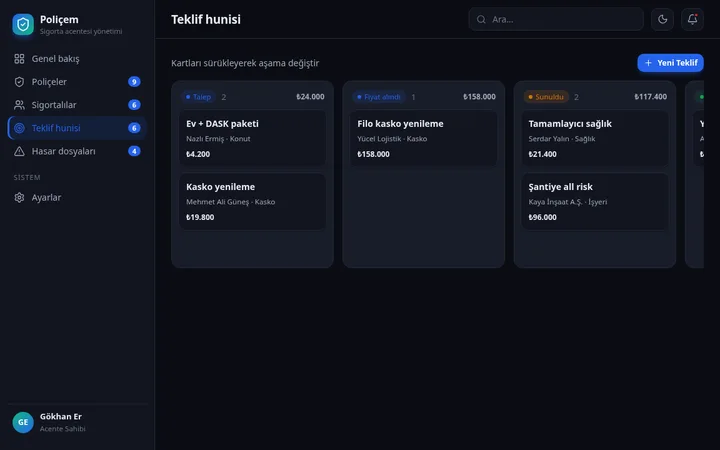 Poliçem
Sigorta acentesi yönetimi
Genel bakış
Poliçeler 9
Sigortalılar 6
Teklif hunisi 6
Hasar dosyaları 4
SİSTEM
Ayarlar
GE
Gökhan Er
Acente Sahibi
Teklif hunisi
Ara...
Kartları sürükleyerek aşama değiştir
Yeni Teklif
Talep 2 ₺24.000
Ev + DASK paketi
Nazlı Ermiş · Konut
₺4.200
Kasko yenileme
Mehmet Ali Güneş · Kasko
₺19.800
Fiyat alındı 1 ₺158.000
Filo kasko yenileme
Yücel Lojistik · Kasko
₺158.000
Sunuldu 2 ₺117.400
Tamamlayıcı sağlık
Serdar Yalın · Sağlık
₺21.400
Şantiye all risk
Kaya İnşaat A.Ş. · İşyeri
₺96.000